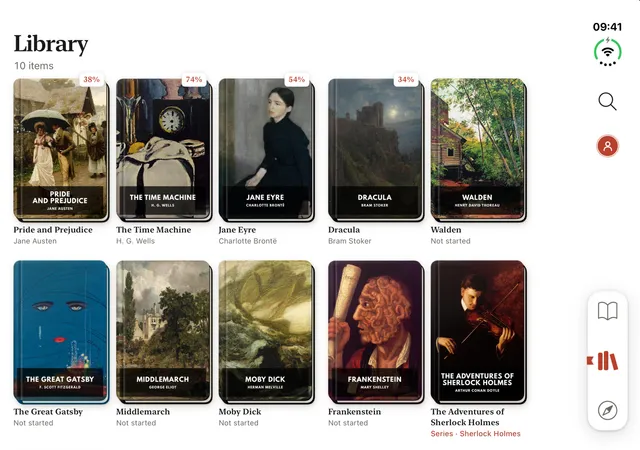 09:41
Library
10 items
38%
74%
54%
34%
PRIDE
AND PREJUDICE
JANE AUSTEN
THE TIME MACHINE
H. G. WELLS
JANE EYRE
CHARLOTTE BRONTË
DRACULA
BRAM STOKER
WALDEN
HENRY DAVID THOREAU
Pride and Prejudice
Jane Austen
The Time Machine
H. G. Wells
Jane Eyre
Charlotte Brontë
Dracula
Bram Stoker
Walden
Not started
THE GREAT GATSBY
F. SCOTT FITZGERALD
MIDDLEMARCH
GEORGE ELIOT
MOBY DICK
HERMAN MELVILLE
FRANKENSTEIN
MARY SHELLEY
THE ADVENTURES OF
SHERLOCK HOLMES
ARTHUR CONAN DOYLE
The Great Gatsby
Not started
Middlemarch
Not started
Moby Dick
Not started
Frankenstein
Not started
The Adventures of
Sherlock Holmes
Series · Sherlock Holmes